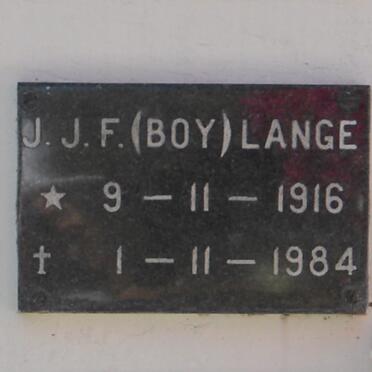 J. J. F. (BOY) LANGE
★ 9 – 11 – 1916
† 1 – 11 – 1984